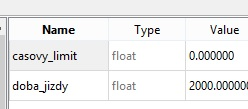 Name Type Value
casovy_limit float 0.000000
doba_jizdy float 2000.000000